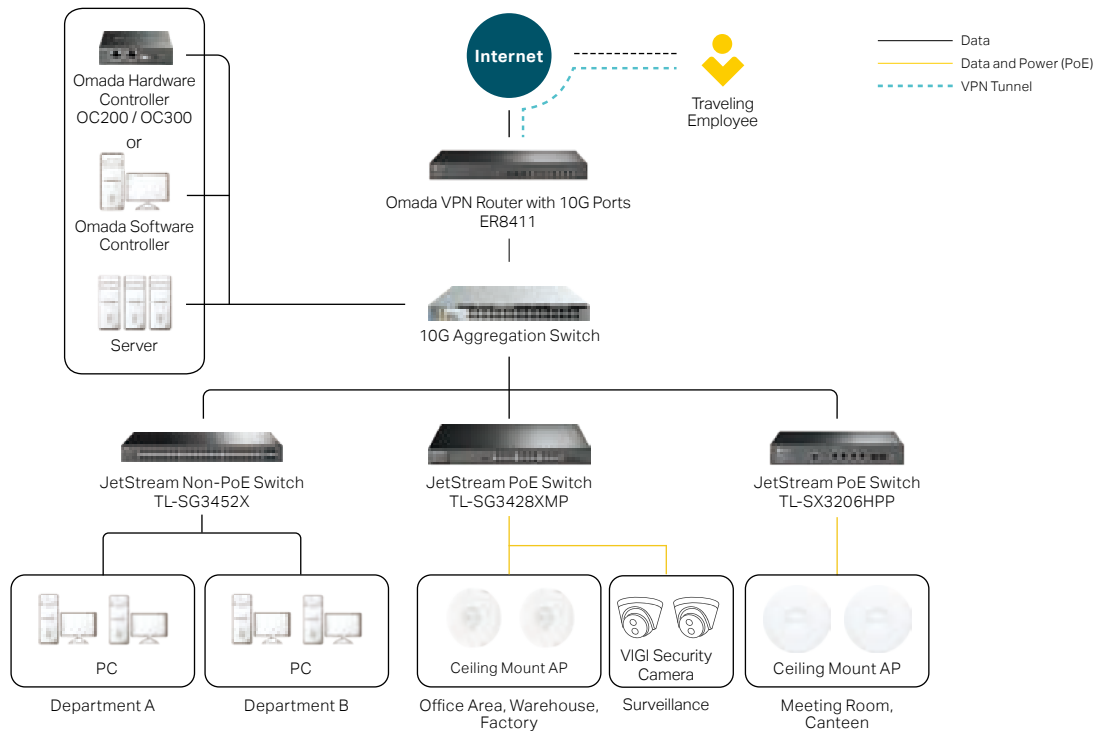 Omada Hardware
Controller
OC200 / OC300
or
Omada Software
Controller
Server
Internet
Traveling
Employee
Data
Data and Power (PoE)
VPN Tunnel
Omada VPN Router with 10G Ports
ER8411
10G Aggregation Switch
JetStream Non-PoE Switch
TL-SG3452X
JetStream PoE Switch
TL-SG3428XMP
JetStream PoE Switch
TL-SX3206HPP
PC
PC
Ceiling Mount AP
VIGI Security
Camera
Ceiling Mount AP
Department A
Department B
Office Area, Warehouse,
Factory
Surveillance
Meeting Room,
Canteen